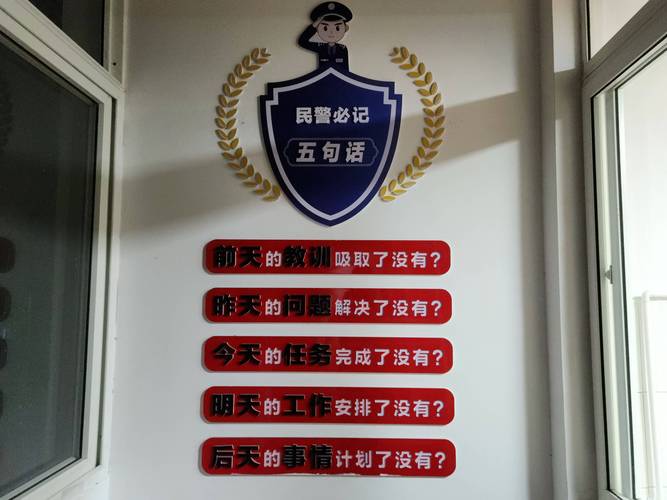 民警必记
五句话
前天的教训吸取了没有?
昨天的问题解决了没有?
今天的任务完成了没有?
明天的工作安排了没有?
后天的事情计划了没有?